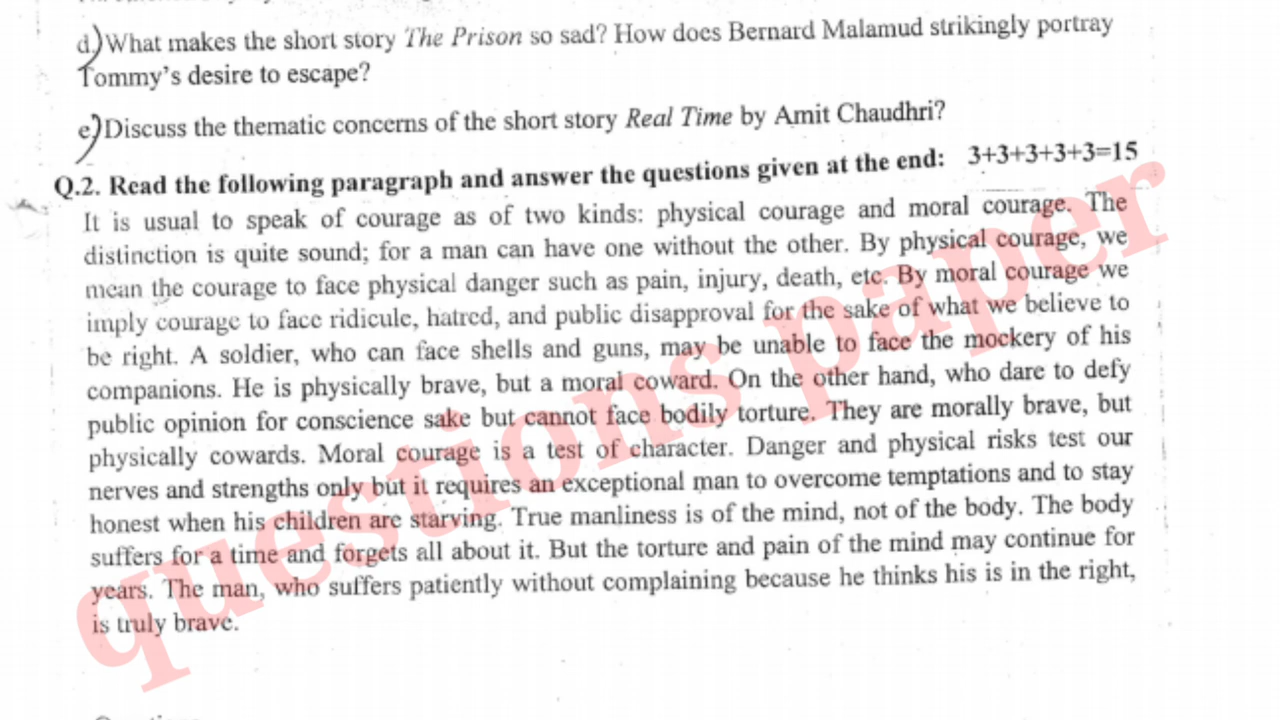 d.)What makes the short story The Prison so sad? How does Bernard Malamud strikingly portray
Tommy's desire to escape?
e)Discuss the thematic concerns of the short story Real Time by Amit Chaudhri?
Q.2. Read the following paragraph and answer the questions given at the end: 3+3+3+3+3=15
It is usual to speak of courage as of two kinds: physical courage and moral courage. The
distinction is quite sound; for a man can have one without the other. By physical courage, we
mean the courage to face physical danger such as pain, injury, death, etc. By moral courage we
imply courage to face ridicule, hatred, and public disapproval for the sake of what we believe to
be right. A soldier, who can face shells and guns, may be unable to face the mockery of his
companions. He is physically brave, but a moral coward. On the other hand, who dare to defy
public opinion for conscience sake but cannot face bodily torture. They are morally brave, but
physically cowards. Moral courage is a test of character. Danger and physical risks test our
nerves and strengths only but it requires an exceptional man to overcome temptations and to stay
honest when his children are starving. True manliness is of the mind, not of the body. The body
suffers for a time and forgets all about it. But the torture and pain of the mind may continue for
years. The man, who suffers patiently without complaining because he thinks his is in the right,
is truly brave.
questions paper